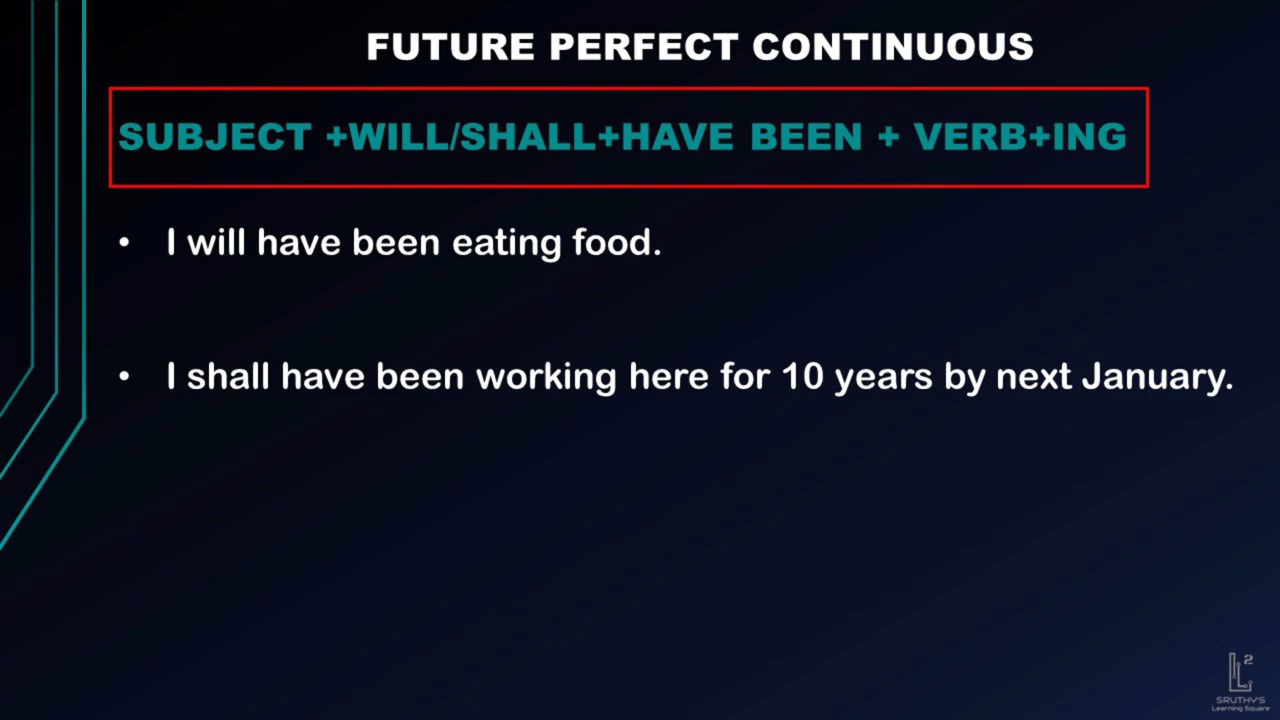 FUTURE PERFECT CONTINUOUS
SUBJECT +WILL/SHALL+HAVE BEEN + VERB+ING
• I will have been eating food.
• I shall have been working here for 10 years by next January.
L²
SRUTHY'S
Learning Square